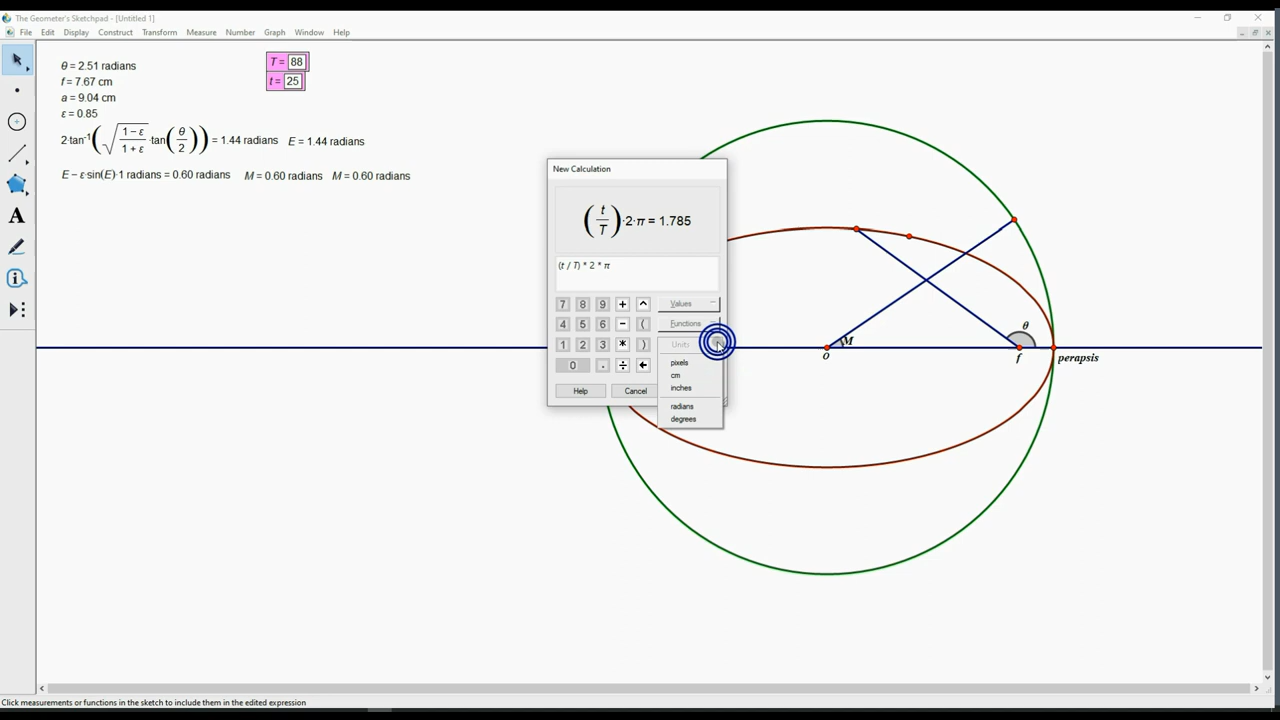 The Geometer's Sketchpad - [Untitled 1]
File Edit Display Construct Transform Measure Number Graph Window Help
θ = 2.51 radians
f = 7.67 cm
a = 9.04 cm
ε = 0.85
T = 88
t = 25
2·tan⁻¹(√((1 − ε)/(1 + ε))·tan(θ/2)) = 1.44 radians E = 1.44 radians
E − ε·sin(E)·1 radians = 0.60 radians M = 0.60 radians M = 0.60 radians
New Calculation
(t/T)·2·π = 1.785
(t / T) * 2 * π
7 8 9 + ^ Values
4 5 6 − ( Functions
1 2 3 * ) Units
0 . ÷ ←
Help Cancel
pixels
cm
inches
radians
degrees
θ
M
o
f
perapsis
A
i
Click measurements or functions in the sketch to include them in the edited expression